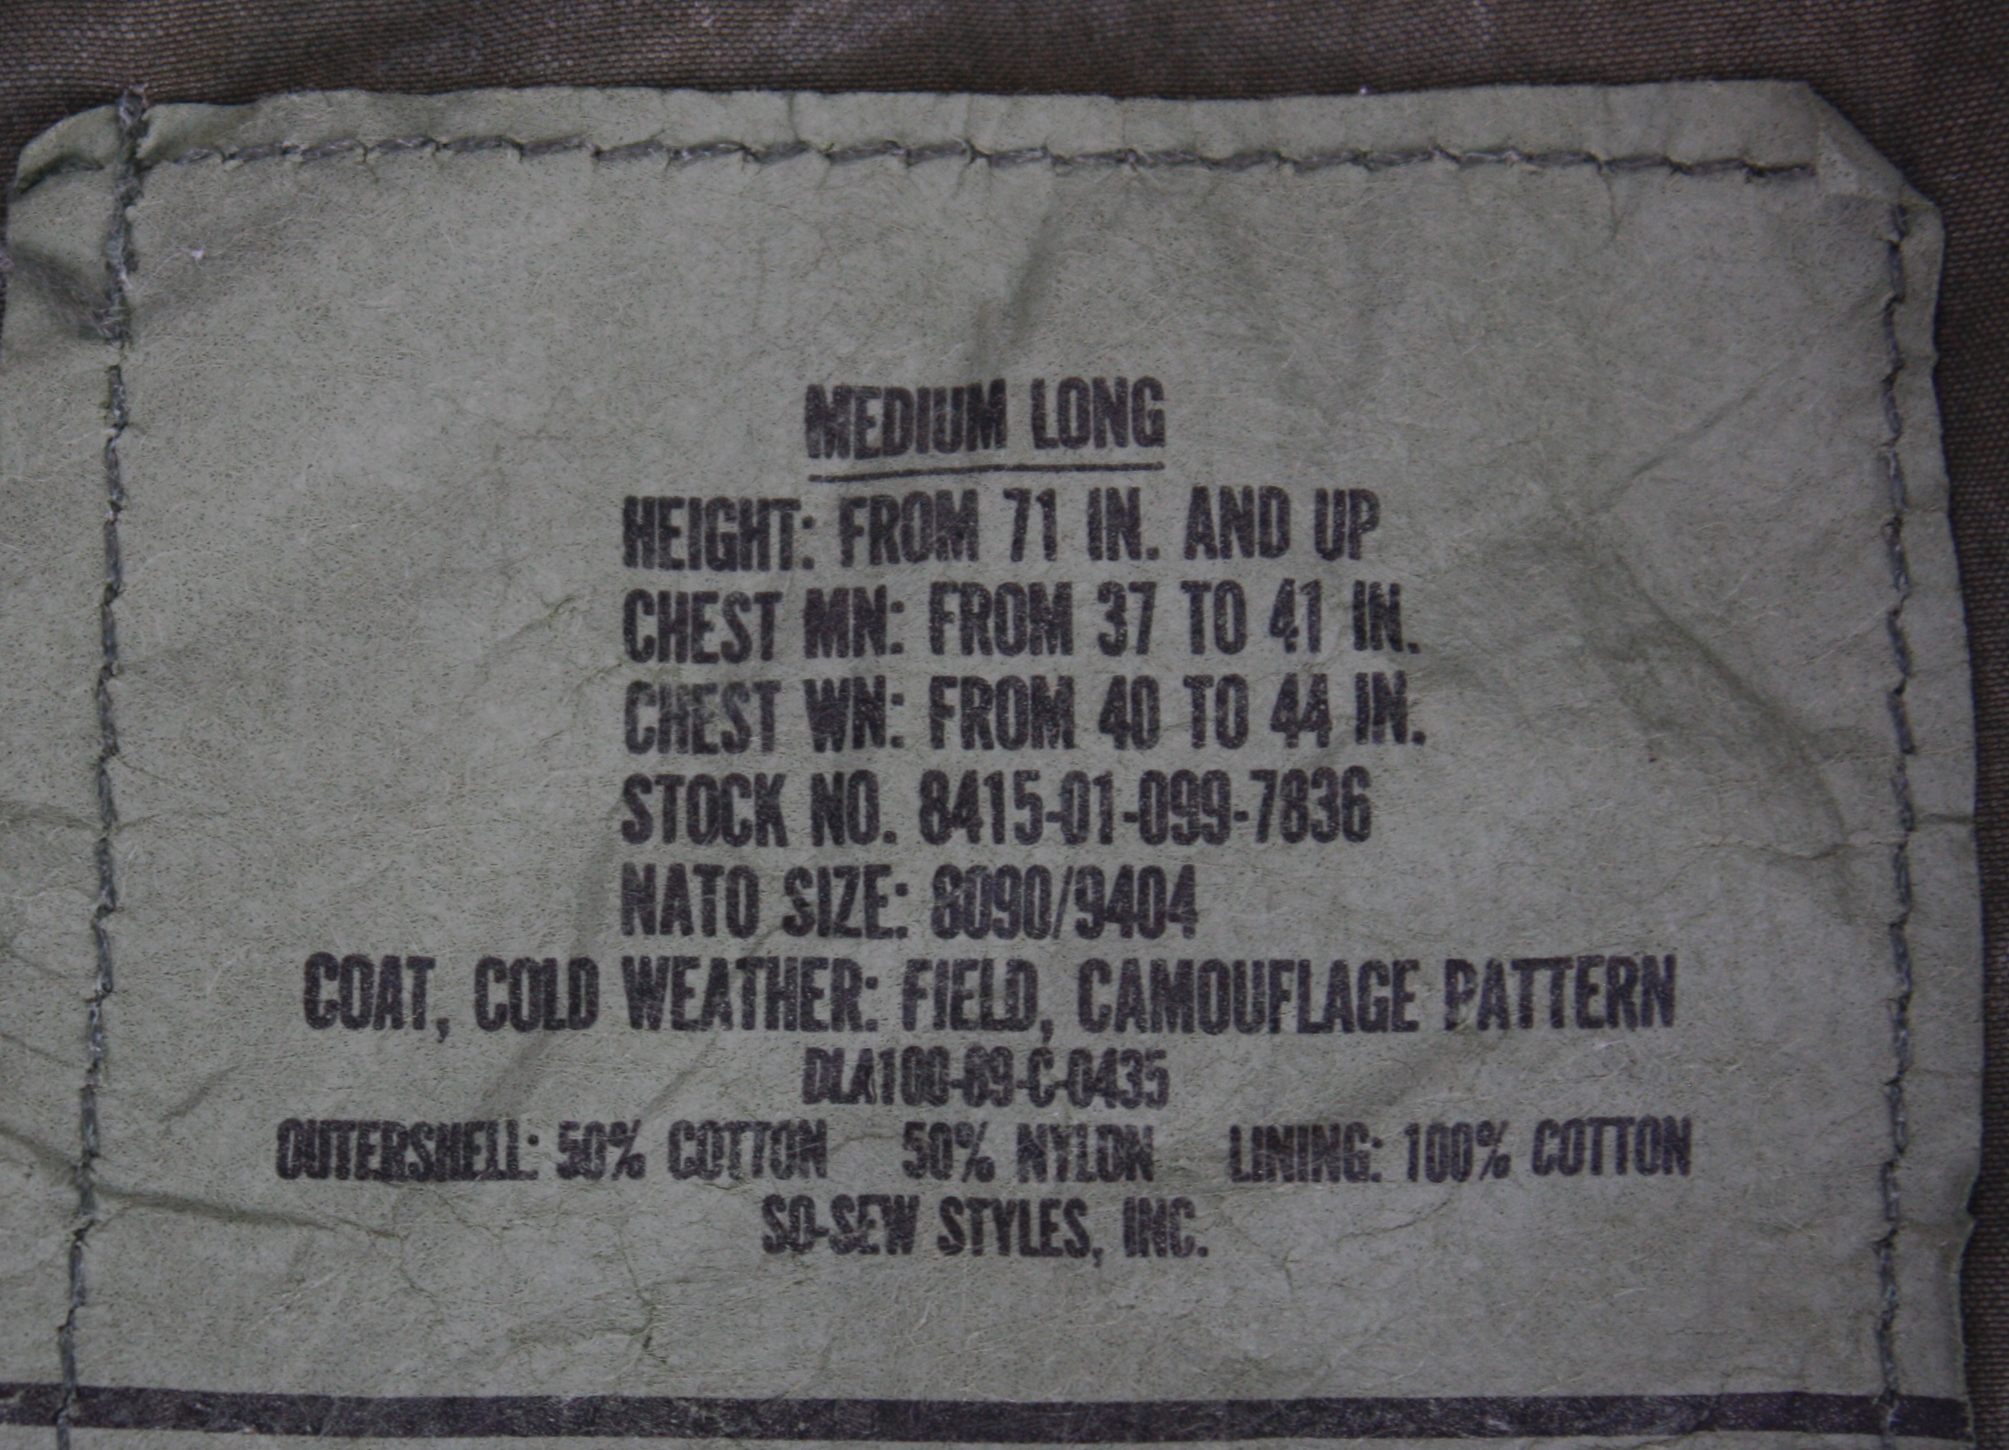 MEDIUM LONG
HEIGHT: FROM 71 IN. AND UP
CHEST MN: FROM 37 TO 41 IN.
CHEST WN: FROM 40 TO 44 IN.
STOCK NO. 8415-01-099-7836
NATO SIZE: 8090/9404
COAT, COLD WEATHER: FIELD, CAMOUFLAGE PATTERN
DLA100-89-C-0435
OUTERSHELL: 50% COTTON 50% NYLON LINING: 100% COTTON
SO-SEW STYLES, INC.